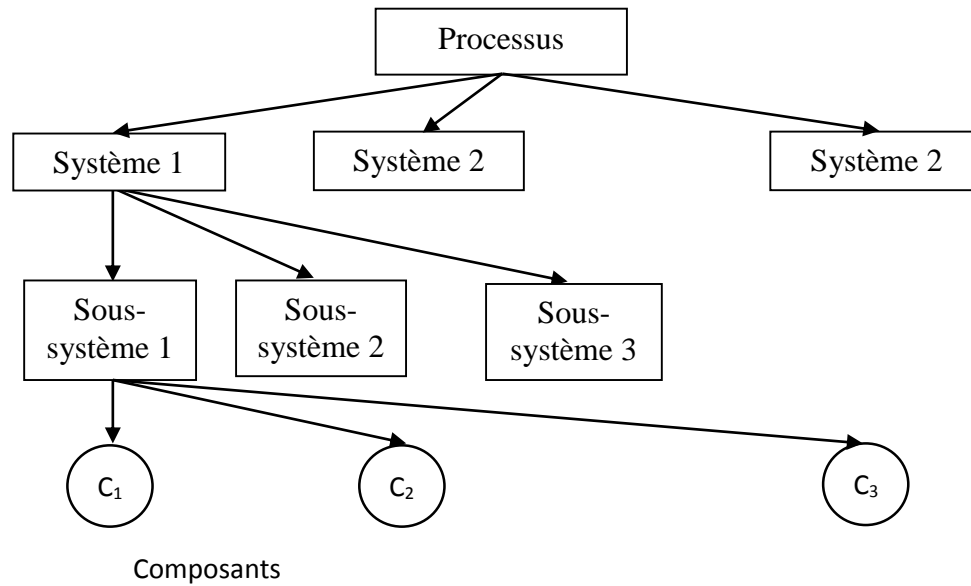 Processus
Système 1
Système 2
Système 2
Sous-
système 1
Sous-
système 2
Sous-
système 3
C₁
C₂
C₃
Composants